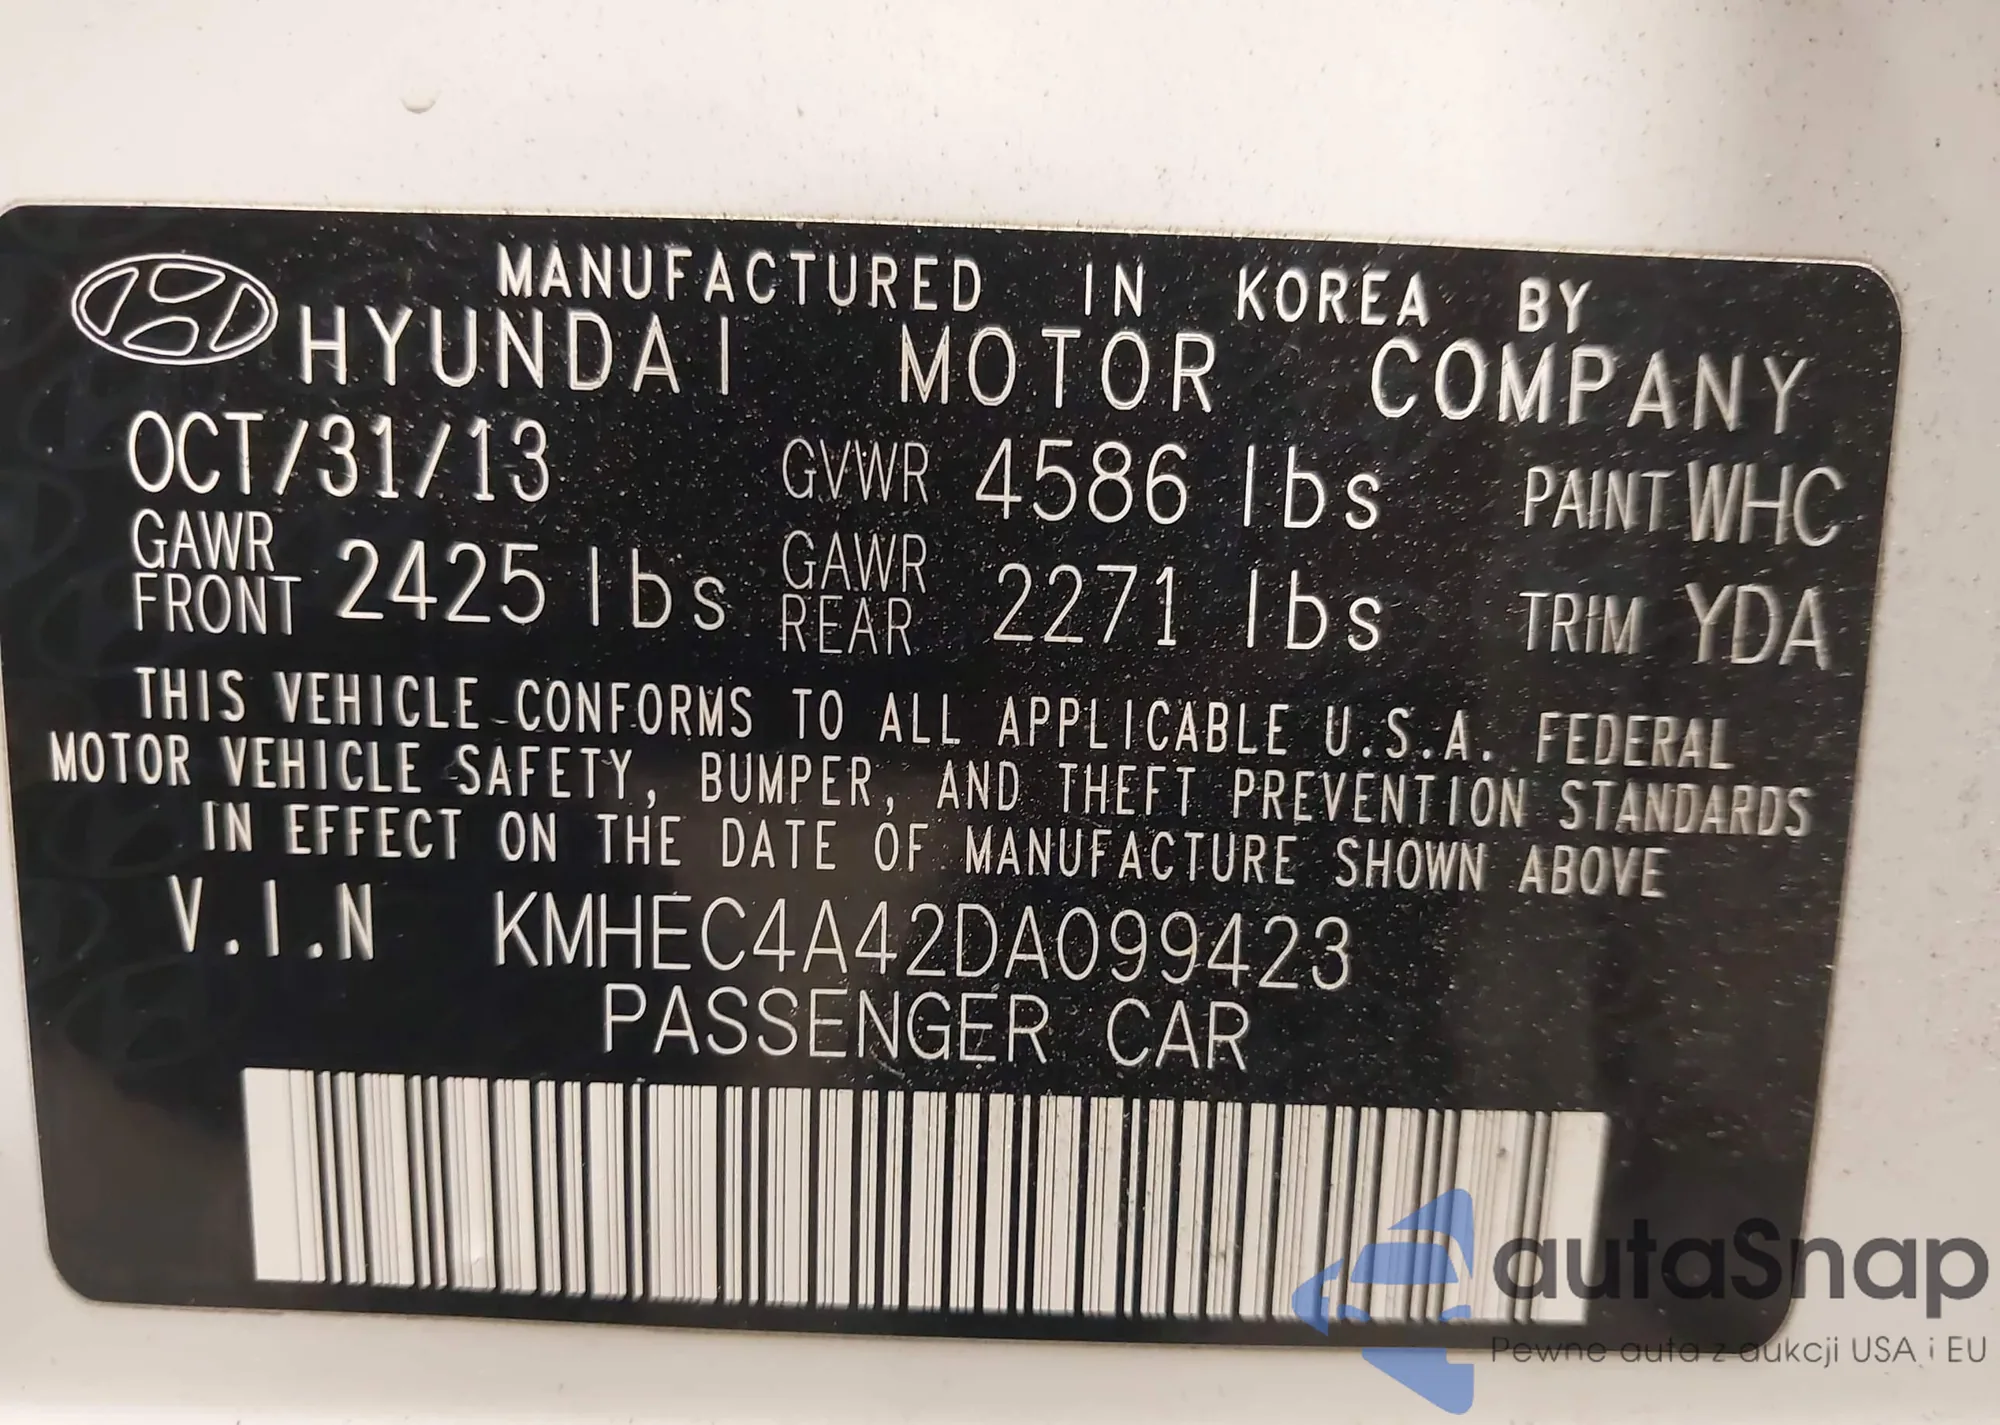 MANUFACTURED IN KOREA BY
HYUNDAI MOTOR COMPANY
OCT/31/13 GVWR 4586 lbs PAINT WHC
GAWR FRONT 2425 lbs GAWR REAR 2271 lbs TRIM YDA
THIS VEHICLE CONFORMS TO ALL APPLICABLE U.S.A. FEDERAL
MOTOR VEHICLE SAFETY, BUMPER, AND THEFT PREVENTION STANDARDS
IN EFFECT ON THE DATE OF MANUFACTURE SHOWN ABOVE
V.I.N KMHEC4A42DA099423
PASSENGER CAR
autaSnap
Pewne auta z aukcji USA i EU